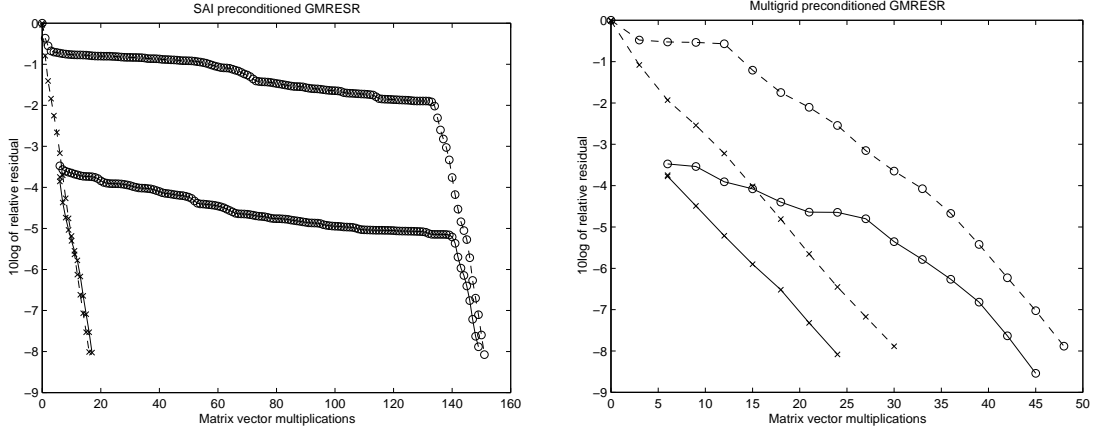 SAI preconditioned GMRESR
10log of relative residual
0
−1
−2
−3
−4
−5
−6
−7
−8
−9
0 20 40 60 80 100 120 140 160
Matrix vector multiplications
Multigrid preconditioned GMRESR
10log of relative residual
0
−1
−2
−3
−4
−5
−6
−7
−8
−9
0 5 10 15 20 25 30 35 40 45 50
Matrix vector multiplications